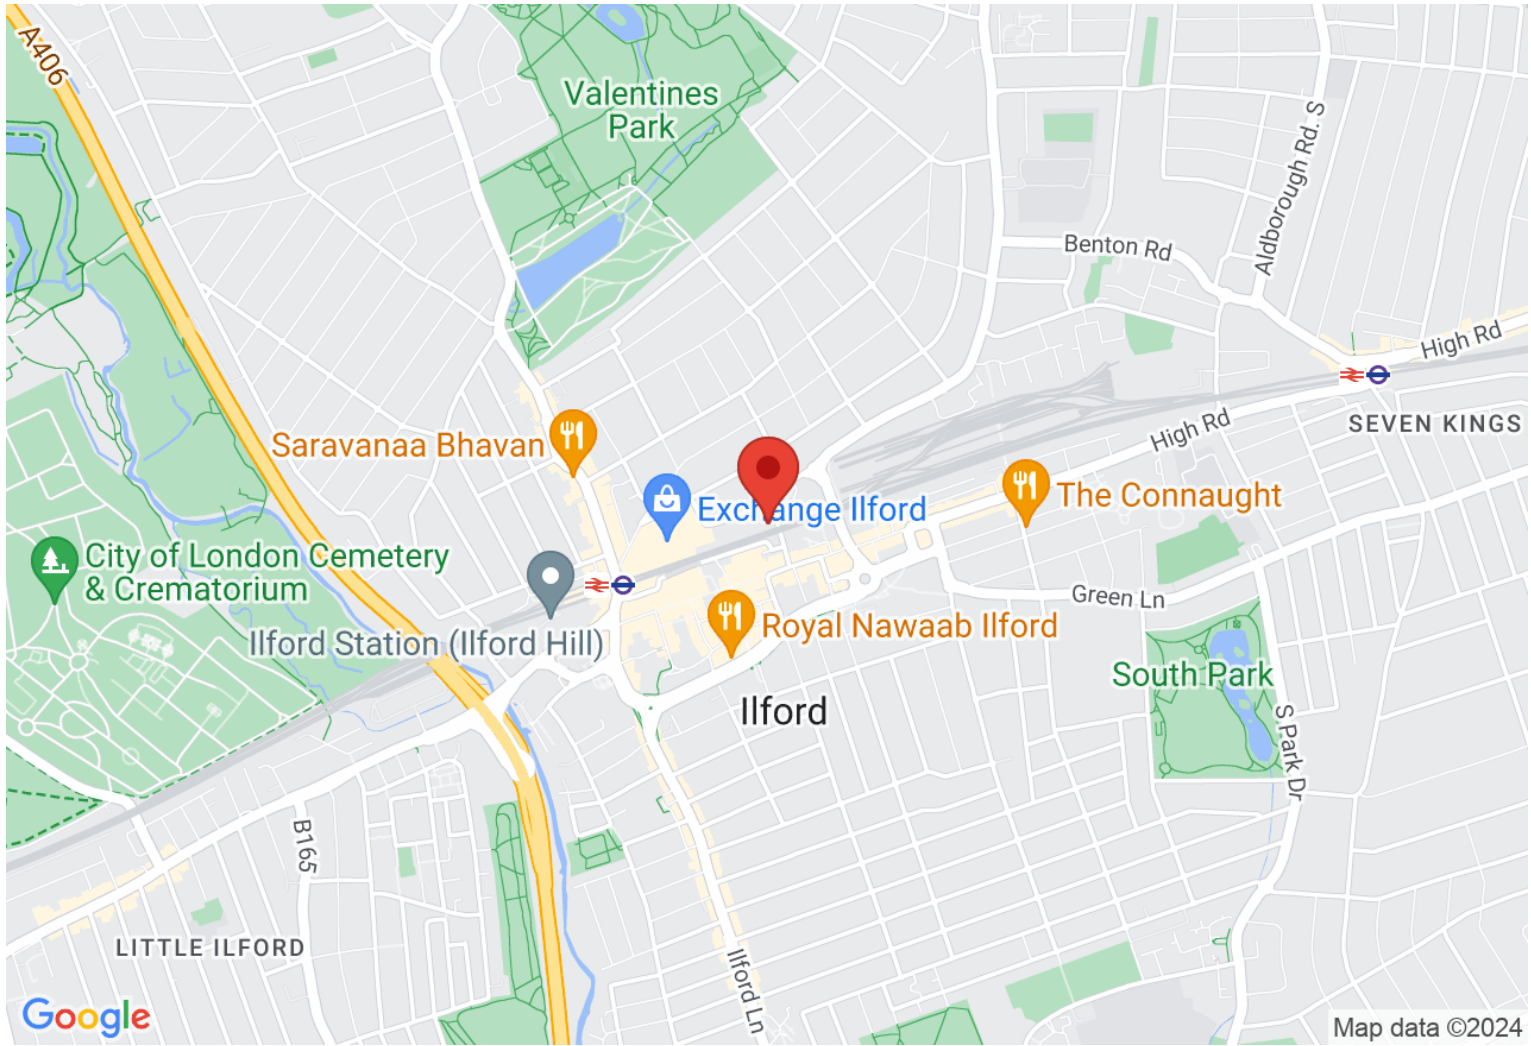 A406
Valentines
Park
Aldborough Rd. S
Benton Rd
High Rd
SEVEN KINGS
High Rd
Saravanaa Bhavan
Exchange Ilford
The Connaught
City of London Cemetery
& Crematorium
Ilford Station (Ilford Hill)
Royal Nawaab Ilford
Green Ln
South Park
Ilford
S Park Dr
B165
LITTLE ILFORD
Ilford Ln
Google
Map data ©2024